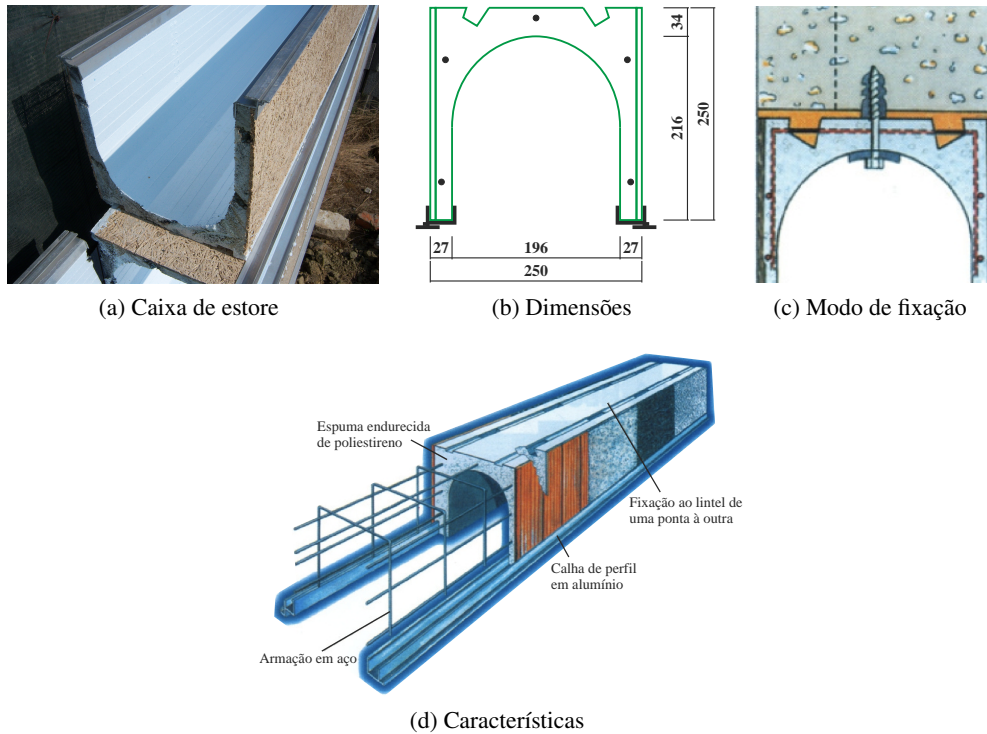 34
216
250
27
196
27
250
(a) Caixa de estore
(b) Dimensões
(c) Modo de fixação
Espuma endurecida
de poliestireno
Fixação ao lintel de
uma ponta à outra
Calha de perfil
em alumínio
Armação em aço
(d) Características